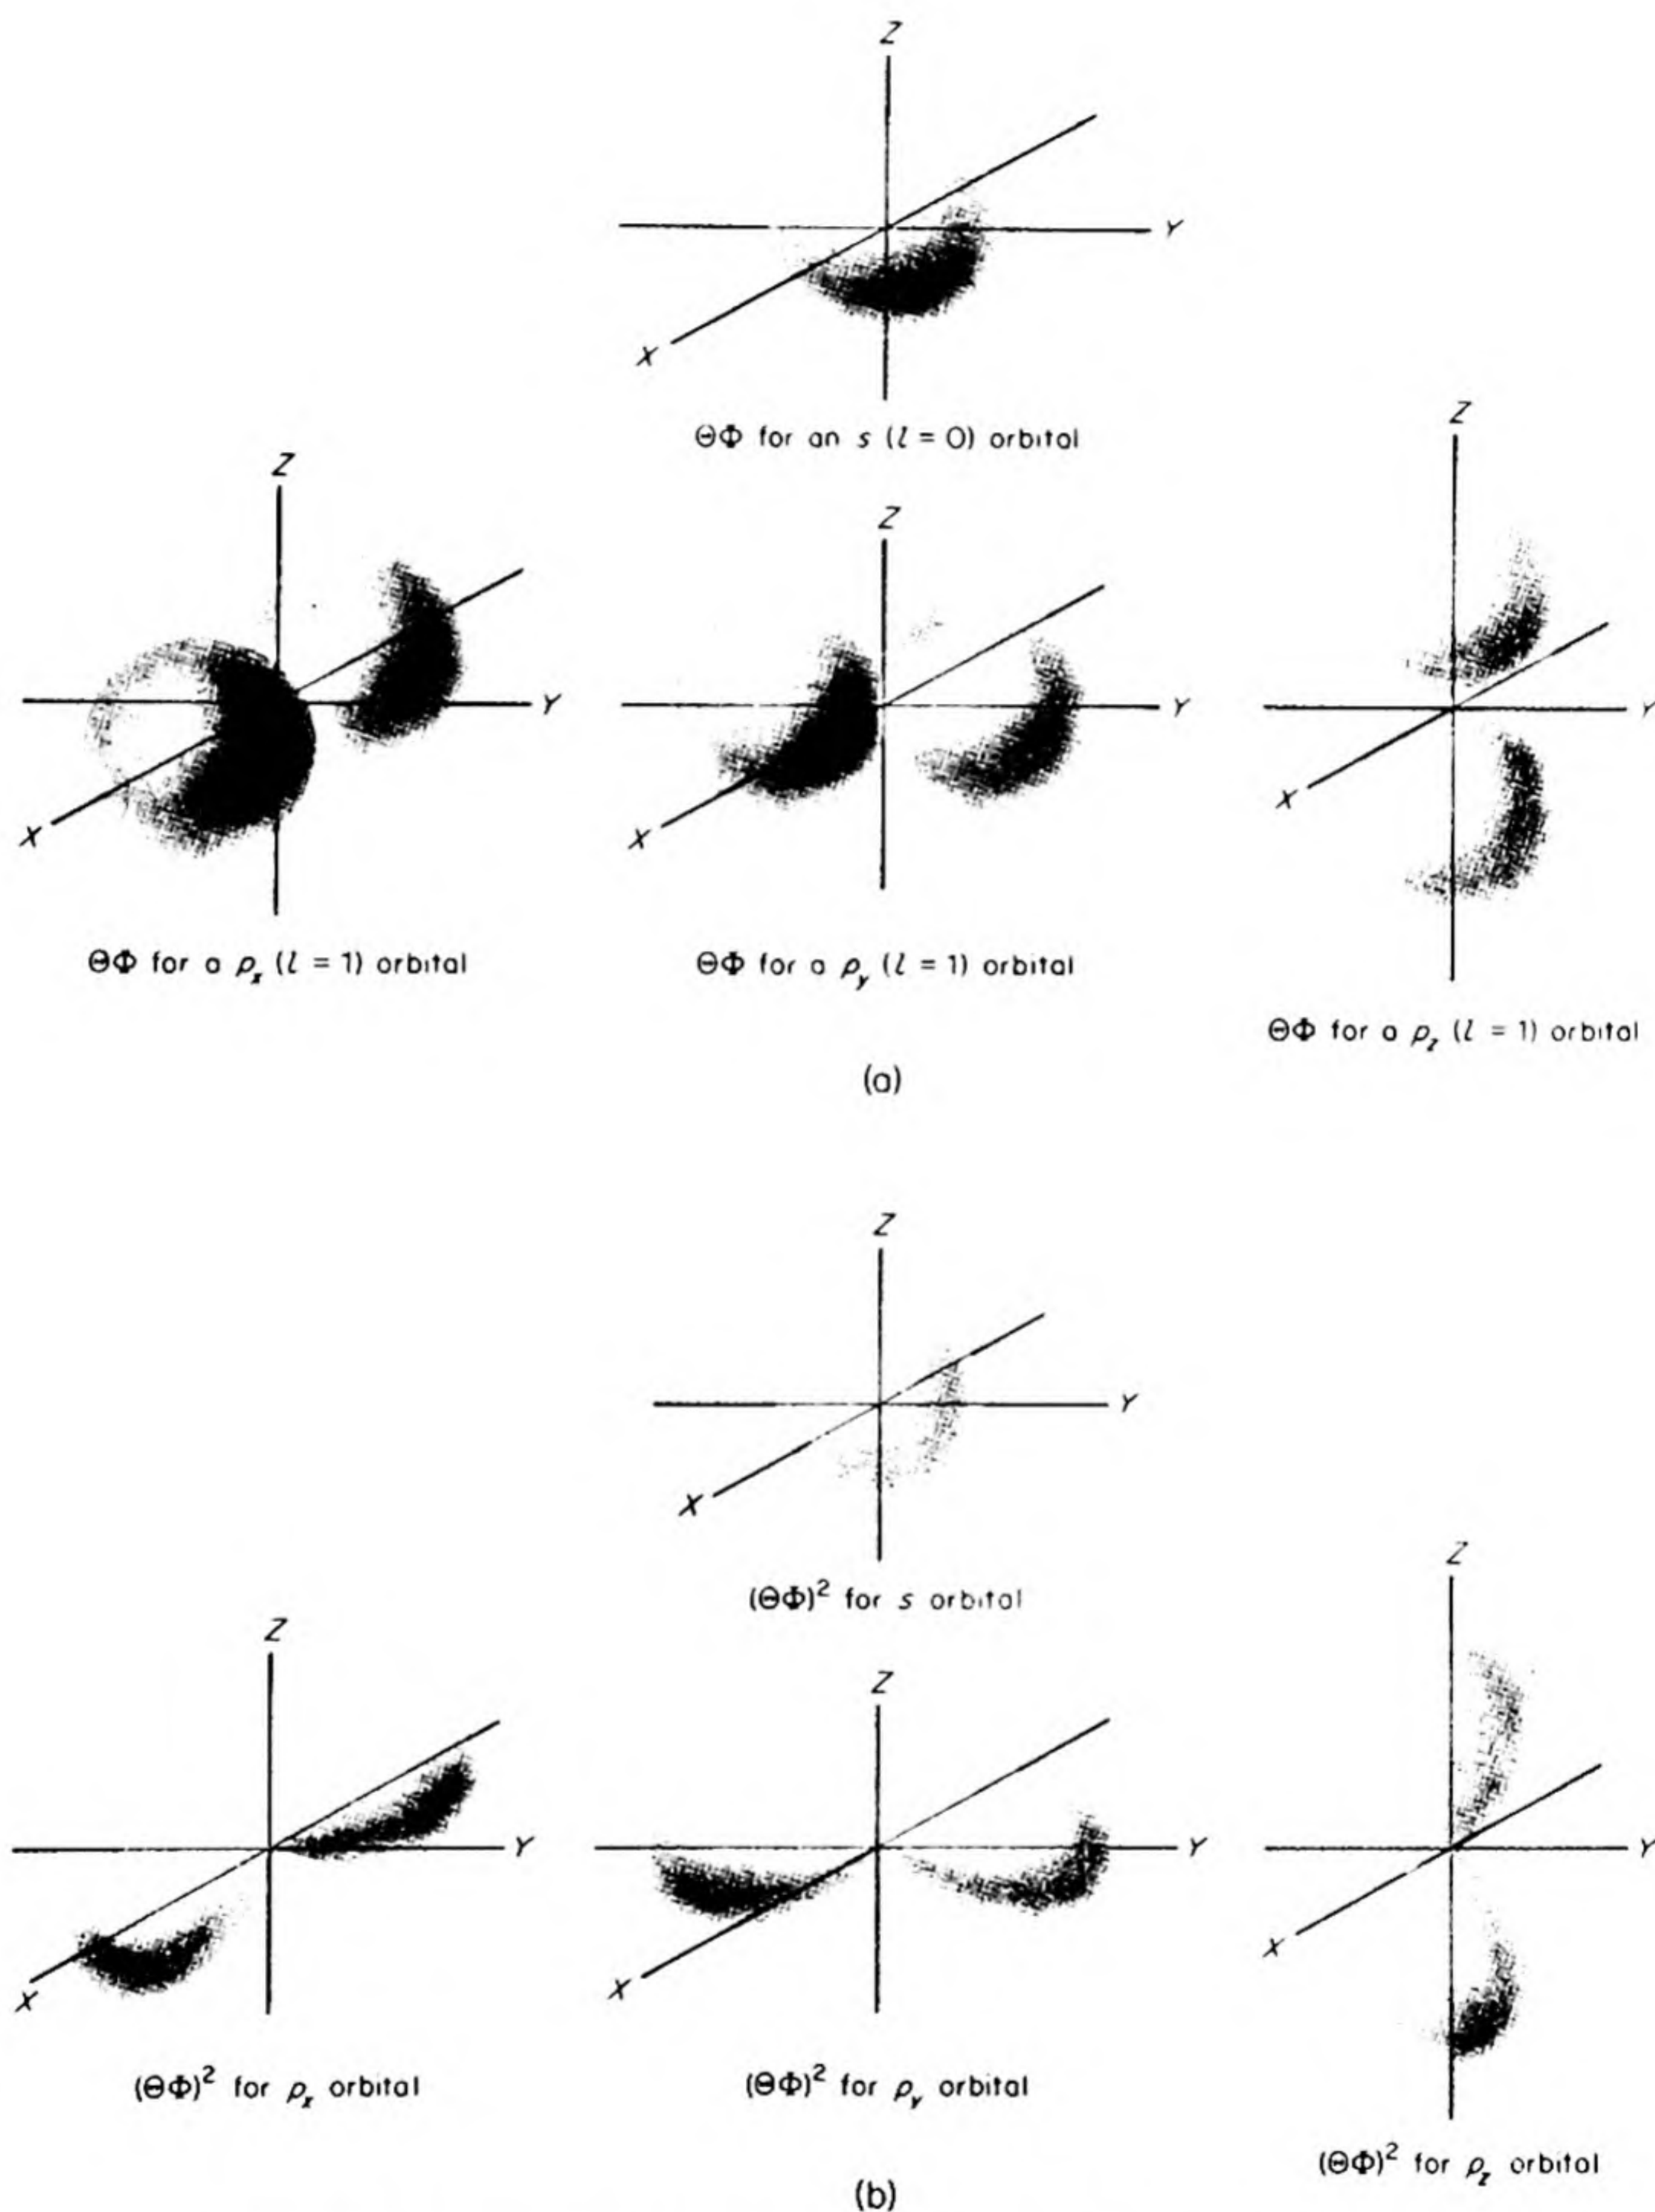 Z
Y
X
ΘΦ for an s (l = 0) orbital
Z
Y
X
ΘΦ for a p_x (l = 1) orbital
Z
Y
X
ΘΦ for a p_y (l = 1) orbital
Z
Y
X
ΘΦ for a p_z (l = 1) orbital
(a)
Z
Y
X
(ΘΦ)² for s orbital
Z
Y
X
(ΘΦ)² for p_x orbital
Z
Y
X
(ΘΦ)² for p_y orbital
Z
Y
X
(ΘΦ)² for p_z orbital
(b)